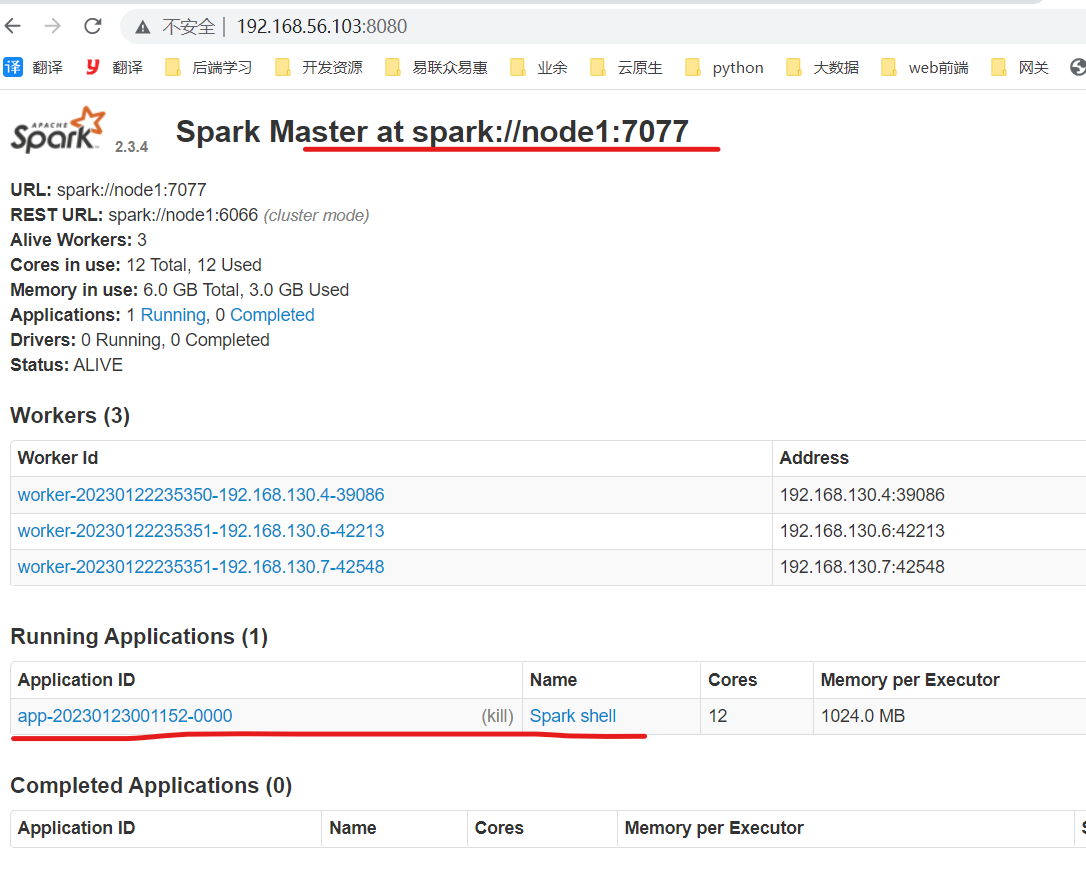 不安全 | 192.168.56.103:8080
译 翻译 y 翻译 后端学习 开发资源 易联众易惠 业余 云原生 python 大数据 web前端 网关
APACHE Spark 2.3.4 Spark Master at spark://node1:7077
URL: spark://node1:7077
REST URL: spark://node1:6066 (cluster mode)
Alive Workers: 3
Cores in use: 12 Total, 12 Used
Memory in use: 6.0 GB Total, 3.0 GB Used
Applications: 1 Running, 0 Completed
Drivers: 0 Running, 0 Completed
Status: ALIVE
Workers (3)
Worker Id Address
worker-20230122235350-192.168.130.4-39086 192.168.130.4:39086
worker-20230122235351-192.168.130.6-42213 192.168.130.6:42213
worker-20230122235351-192.168.130.7-42548 192.168.130.7:42548
Running Applications (1)
Application ID Name Cores Memory per Executor
app-20230123001152-0000 (kill) Spark shell 12 1024.0 MB
Completed Applications (0)
Application ID Name Cores Memory per Executor